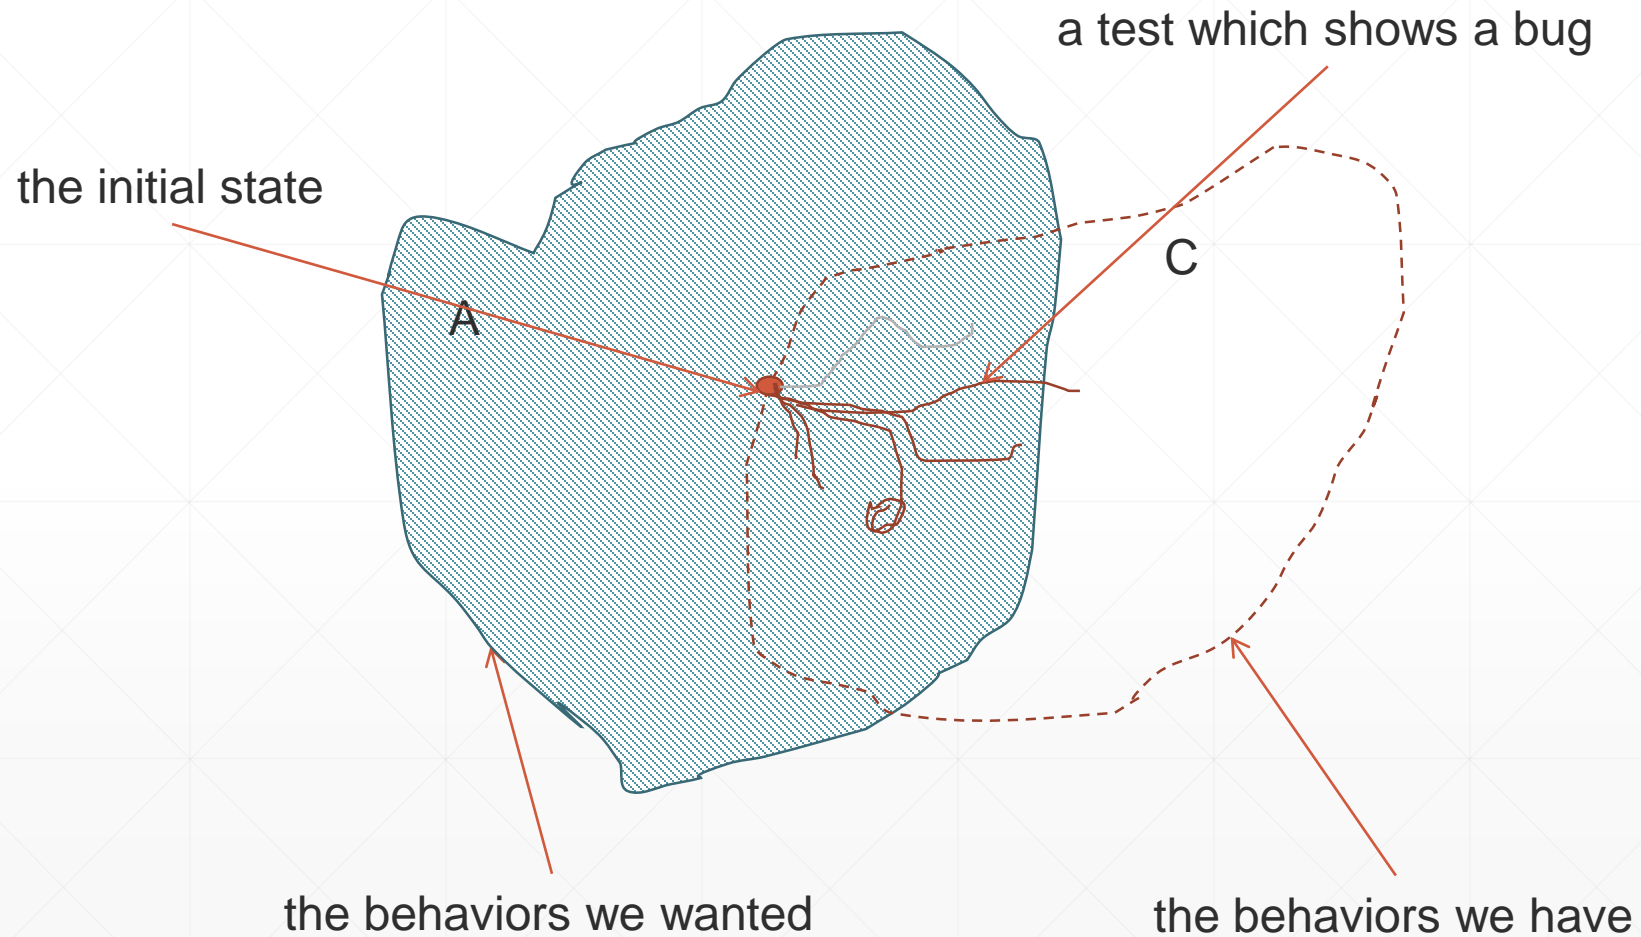 a test which shows a bug
the initial state
C
A
the behaviors we wanted
the behaviors we have